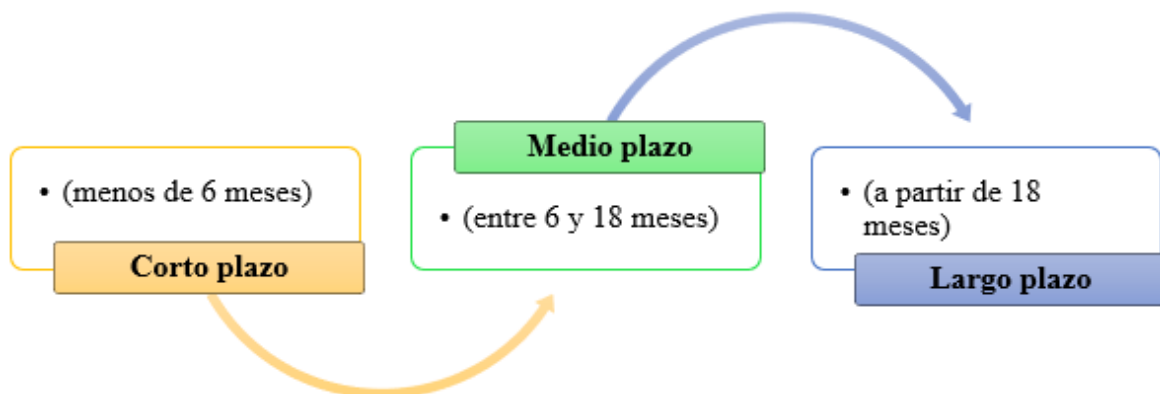 • (menos de 6 meses)
Corto plazo
Medio plazo
• (entre 6 y 18 meses)
• (a partir de 18
meses)
Largo plazo